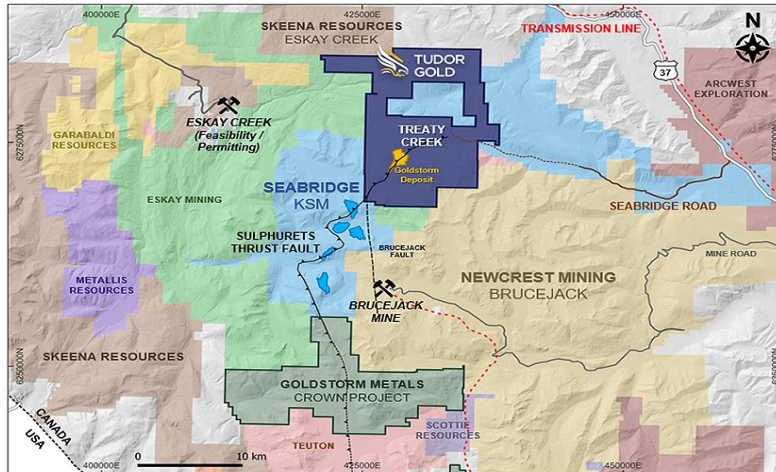 400000E
425000E
450000E
SKEENA RESOURCES
ESKAY CREEK
TRANSMISSION LINE
N
TUDOR
GOLD
37
ARCWEST
EXPLORATION
ESKAY CREEK
(Feasibility /
Permitting)
GARABALDI
RESOURCES
TREATY
CREEK
Goldstorm
Deposit
SEABRIDGE
KSM
ESKAY MINING
SEABRIDGE ROAD
SULPHURETS
THRUST FAULT
BRUCEJACK
FAULT
MINE ROAD
METALLIS
RESOURCES
NEWCREST MINING
BRUCEJACK
BRUCEJACK
MINE
SKEENA RESOURCES
GOLDSTORM METALS
CROWN PROJECT
SCOTTIE
RESOURCES
TEUTON
CANADA
USA
0
10 km
400000E
425000E
450000E
6275000N
6250000N